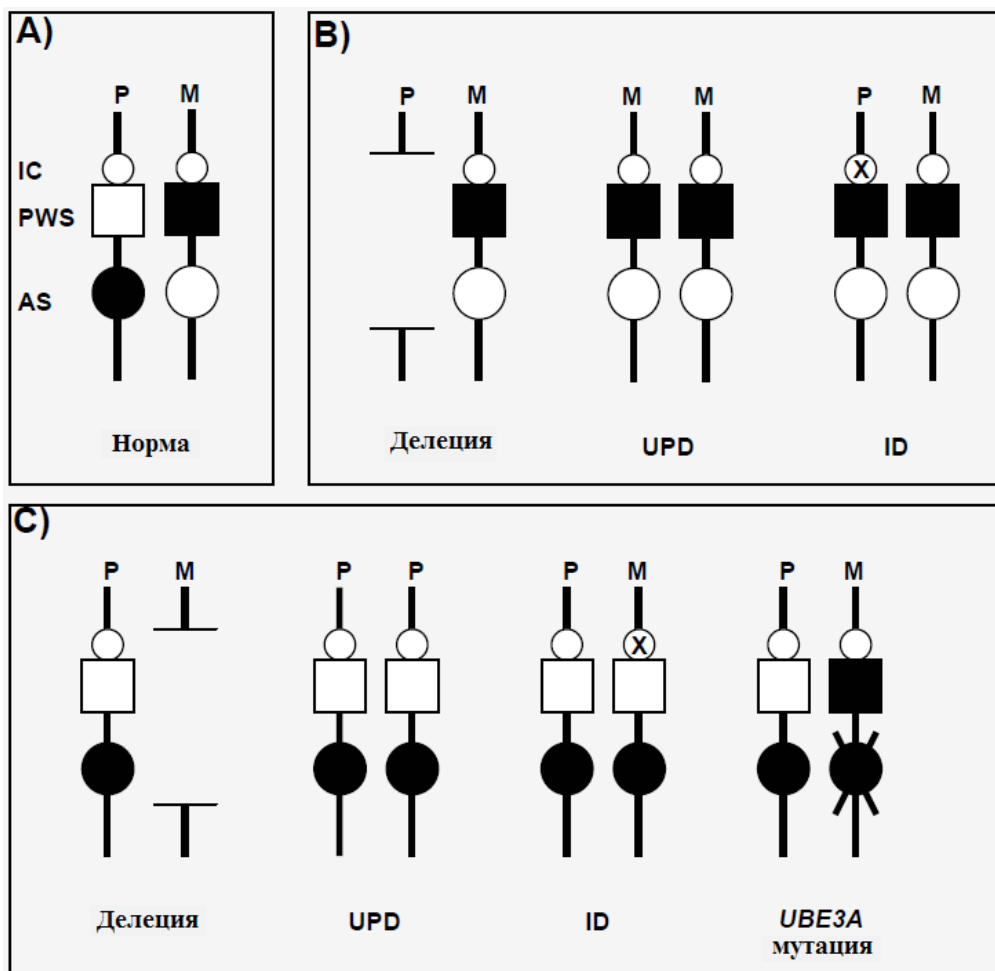 A)
P M
IC
PWS
AS
Норма
B)
P M M M P M
X
Делеция UPD ID
C)
P M P P P M P M
X
Делеция UPD ID UBE3A
мутация